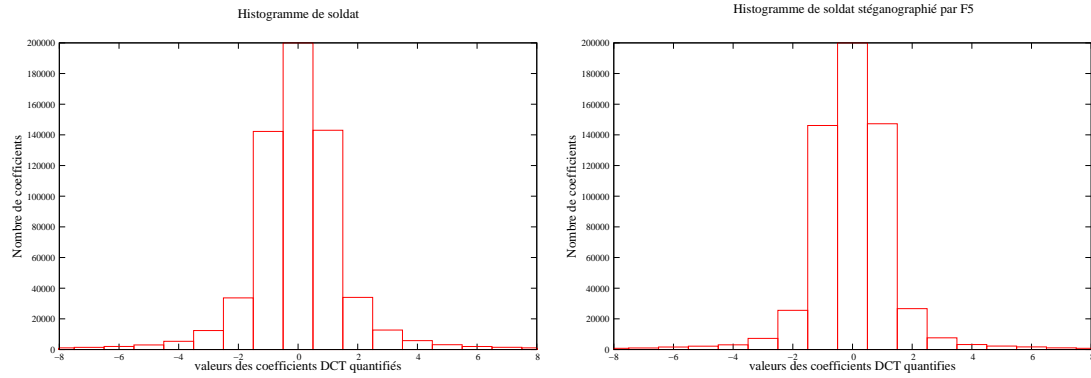 Histogramme de soldat
Nombre de coefficients
200000
180000
160000
140000
120000
100000
80000
60000
40000
20000
0
−8 −6 −4 −2 0 2 4 6 8
valeurs des coefficients DCT quantifiés
Histogramme de soldat stéganographié par F5
Nombre de coefficients
200000
180000
160000
140000
120000
100000
80000
60000
40000
20000
0
−8 −6 −4 −2 0 2 4 6 8
valeurs des coefficients DCT quantifies